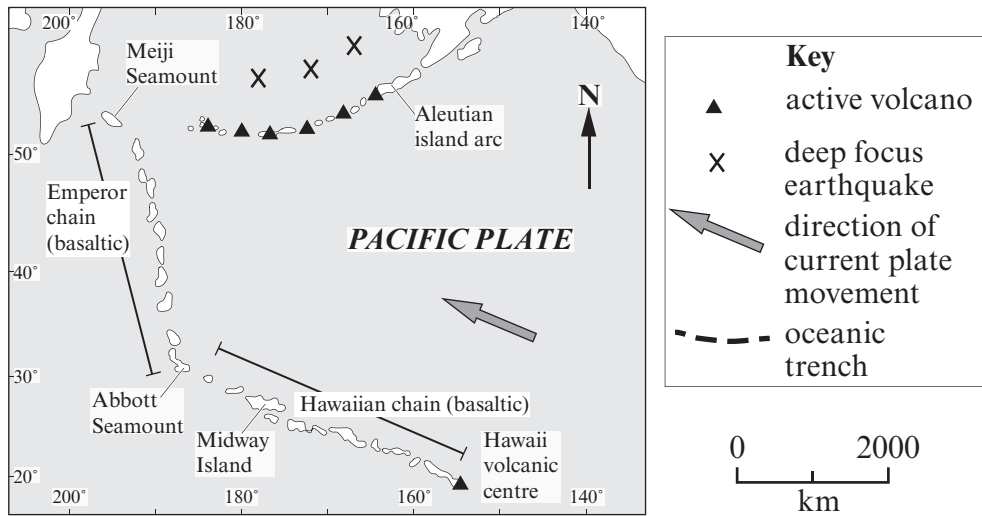 200° 180° 160° 140°
Meiji
Seamount
Aleutian
island arc
N
50°
Emperor
chain
(basaltic)
PACIFIC PLATE
40°
30°
Abbott
Seamount
Hawaiian chain (basaltic)
Midway
Island
Hawaii
volcanic
centre
20°
200° 180° 160° 140°
Key
active volcano
deep focus
earthquake
direction of
current plate
movement
oceanic
trench
0 2000
km